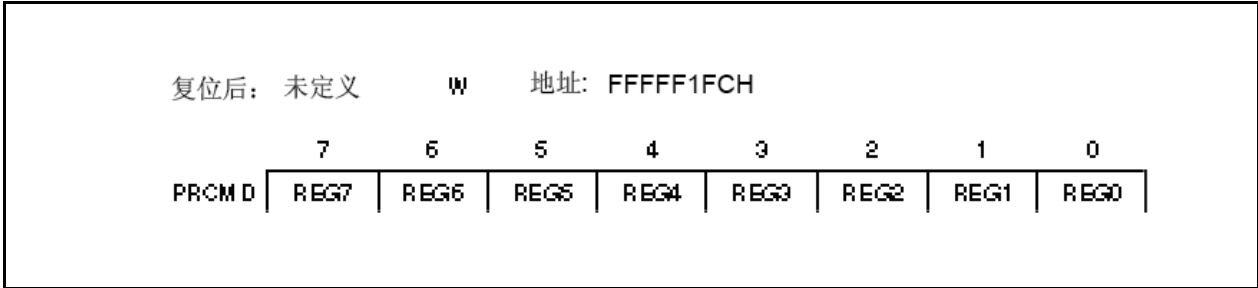 复位后: 未定义 W 地址: FFFFF1FCH
7 6 5 4 3 2 1 0
PRCMD REG7 REG6 REG5 REG4 REG3 REG2 REG1 REG0